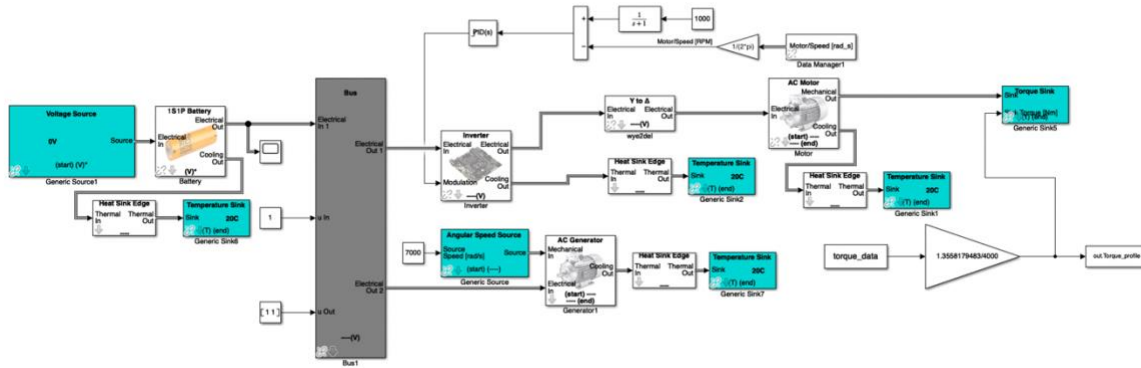 1
s+1
1000
PID(s)
+
−
Motor/Speed [RPM]
1/(2*pi)
Motor/Speed [rad_s]
Data Manager1
Voltage Source
0V
Source
(start) (V)*
Generic Source1
1S1P Battery
Electrical
Out
Electrical
In
Cooling
Out
(V)*
Battery
Bus
Electrical
In 1
Electrical
Out 1
u In
Electrical
Out 2
u Out
----(V)
Bus1
1
[ 1 1 ]
Inverter
Electrical
In
Electrical
Out
Cooling
Out
Modulation
----(V)
Inverter
Y to Δ
Electrical
In
Electrical
Out
----(V)
wye2del
AC Motor
Mechanical
Out
Electrical
In
Cooling
Out
(start) ----
---- (end)
Motor
Torque Sink
Sink
Torque [Nm]
(T) (end)
Generic Sink5
Heat Sink Edge
Thermal
In
Thermal
Out
Temperature Sink
Sink
20C
(T) (end)
Generic Sink2
Heat Sink Edge
Thermal
In
Thermal
Out
Temperature Sink
Sink
20C
(T) (end)
Generic Sink1
Heat Sink Edge
Thermal
In
Thermal
Out
Temperature Sink
Sink
20C
(T) (end)
Generic Sink6
7000
Angular Speed Source
Source
Speed [rad/s]
Source
(start) (----)
Generic Source
AC Generator
Mechanical
In
Cooling
Out
Electrical
In
(start) ----
---- (end)
Generator1
Heat Sink Edge
Thermal
In
Thermal
Out
Temperature Sink
Sink
20C
(T) (end)
Generic Sink7
torque_data
1.3558179483/4000
out.Torque_profile